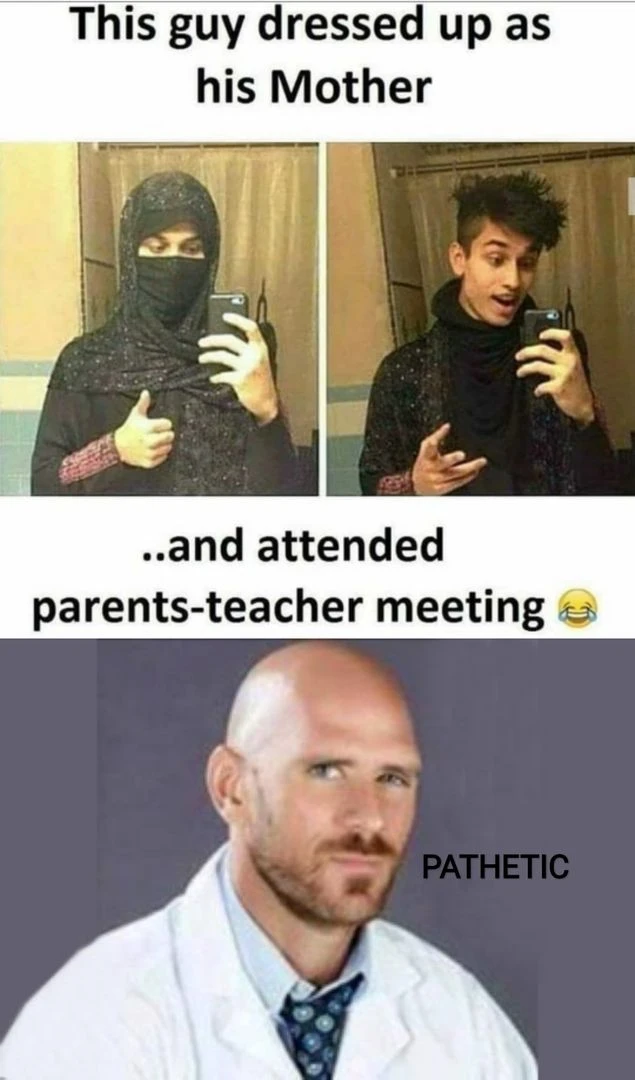 This guy dressed up as
his Mother
..and attended
parents-teacher meeting 😂
PATHETIC